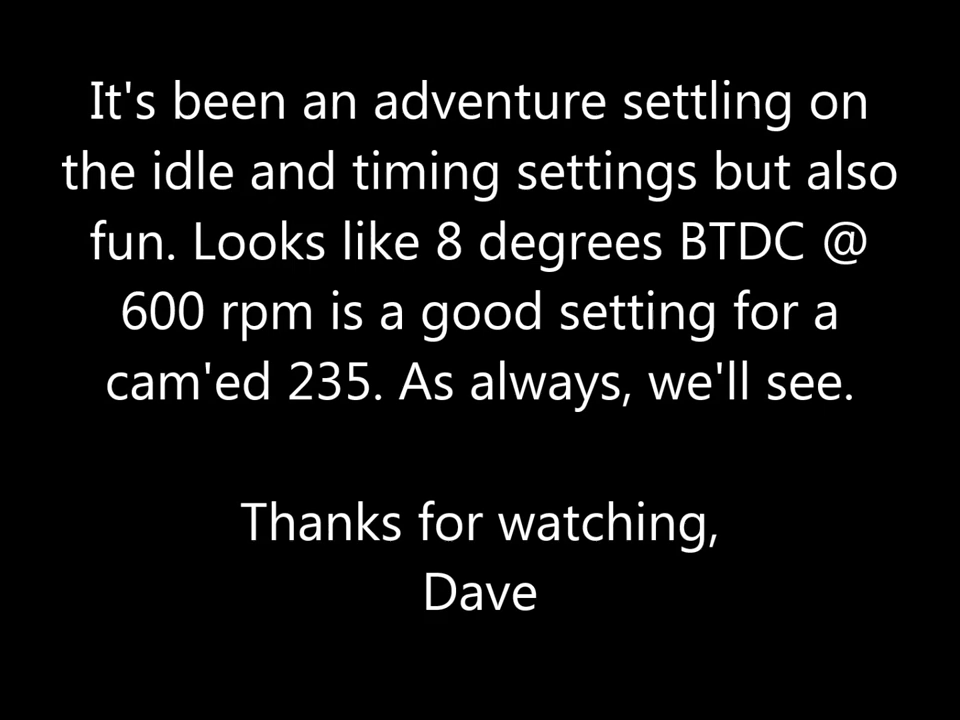 It's been an adventure settling on
the idle and timing settings but also
fun. Looks like 8 degrees BTDC @
600 rpm is a good setting for a
cam'ed 235. As always, we'll see.
Thanks for watching,
Dave